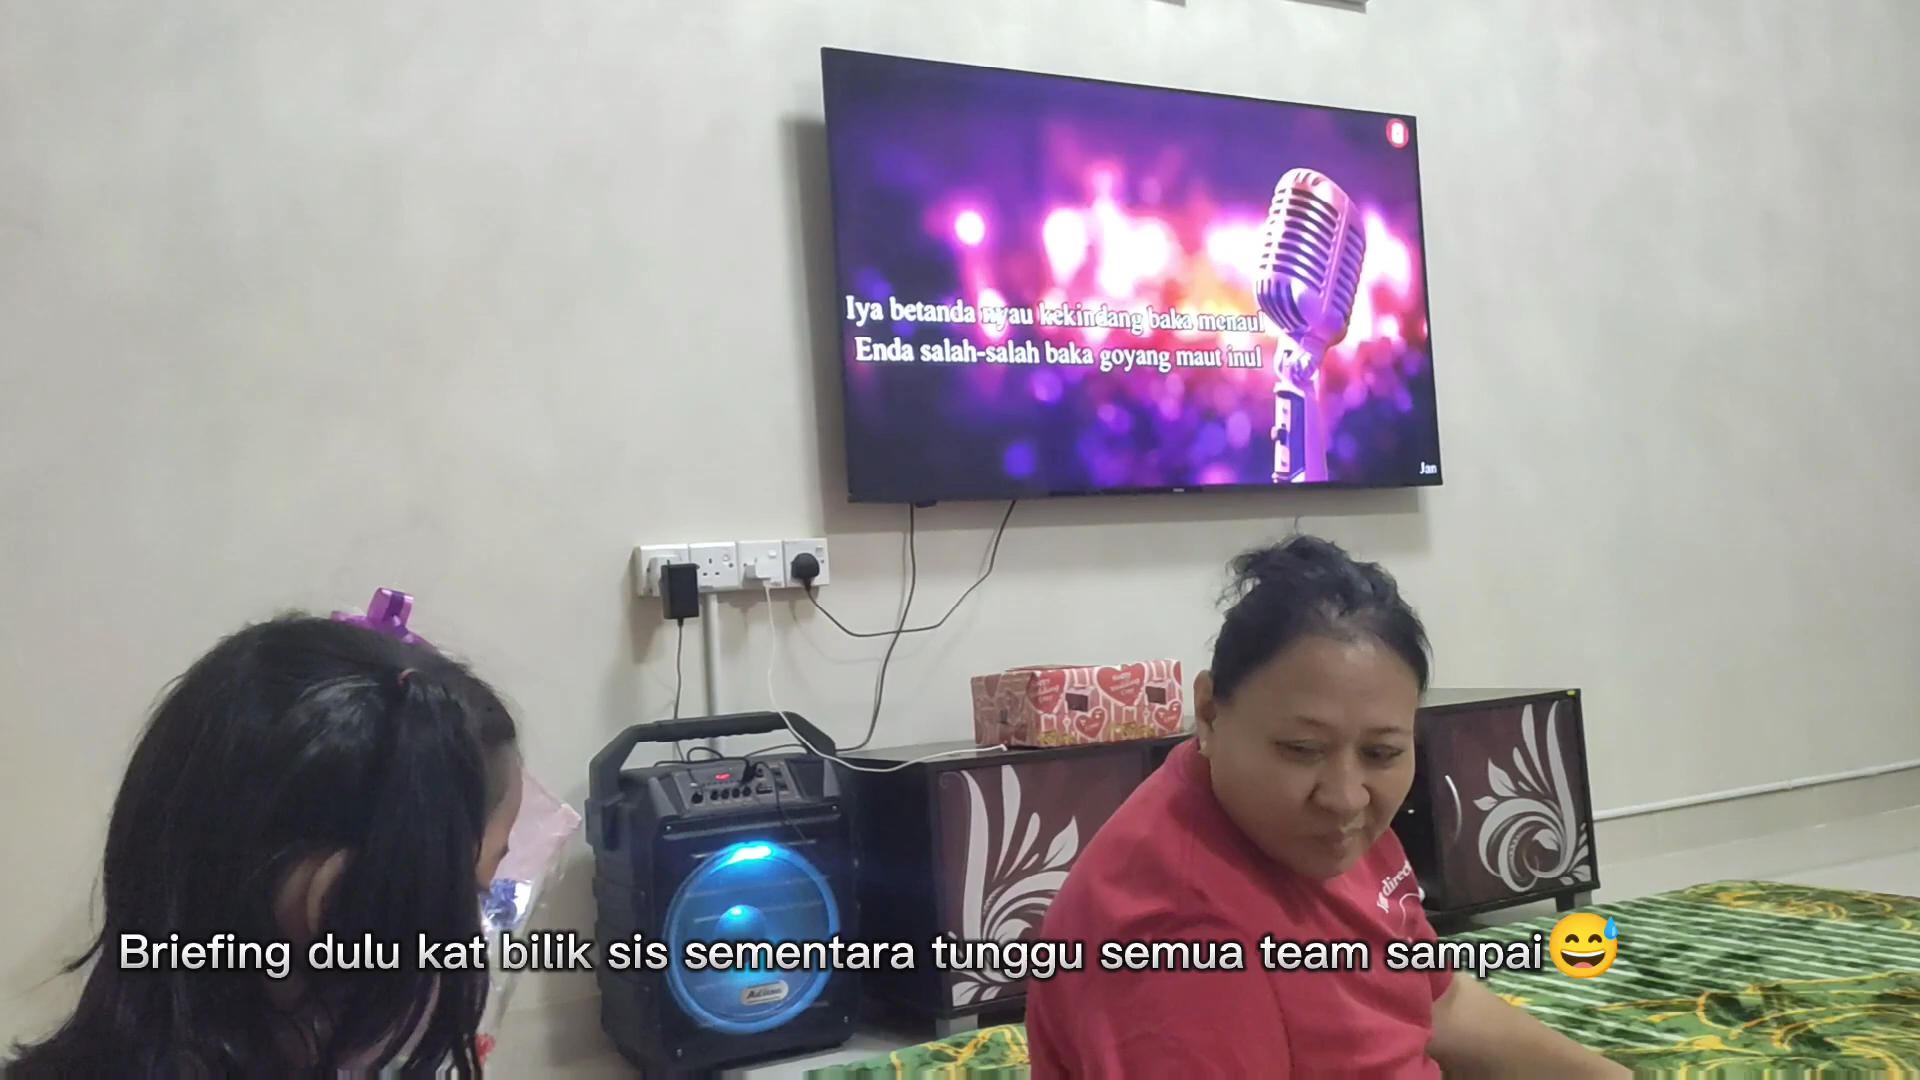 Iya betanda nyau kekindang baka menaul
Enda salah-salah baka goyang maut inul
Jan
Briefing dulu kat bilik sis sementara tunggu semua team sampai😅